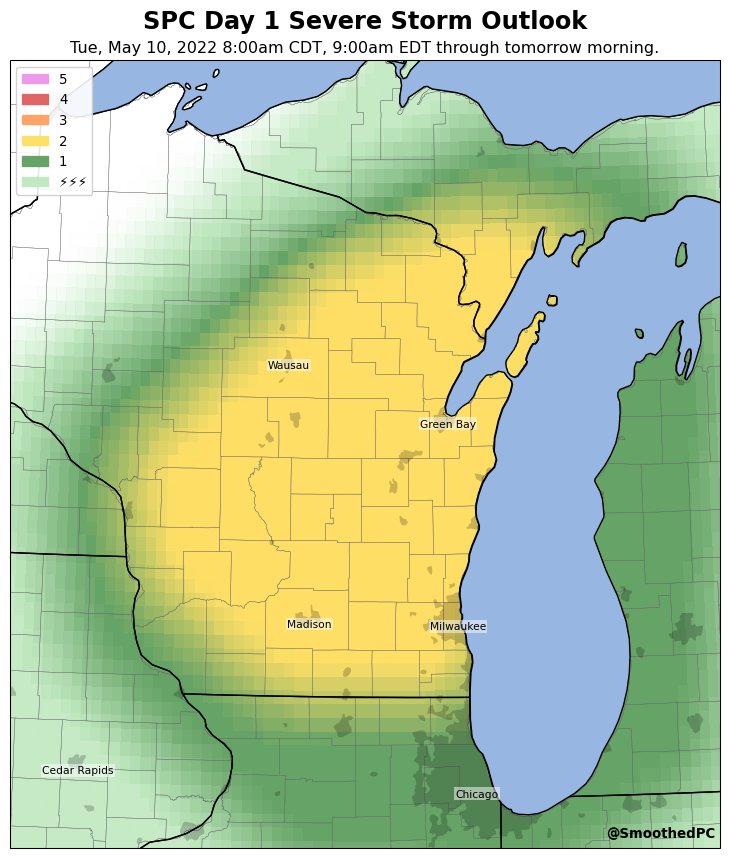 SPC Day 1 Severe Storm Outlook
Tue, May 10, 2022 8:00am CDT, 9:00am EDT through tomorrow morning.
5
4
3
2
1
⚡⚡⚡
Wausau
Green Bay
Madison
Milwaukee
Cedar Rapids
Chicago
@SmoothedPC